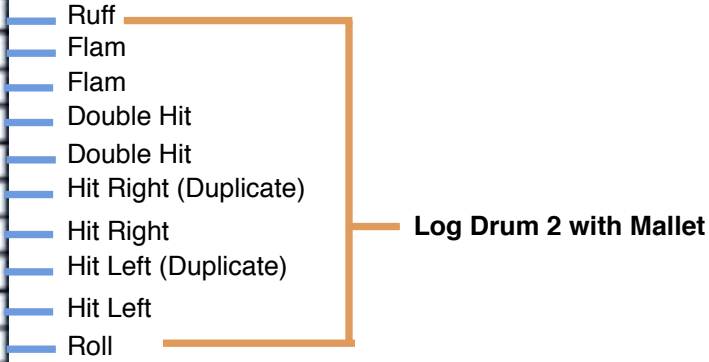 Ruff
Flam
Flam
Double Hit
Double Hit
Hit Right (Duplicate)
Hit Right
Hit Left (Duplicate)
Hit Left
Roll
Log Drum 2 with Mallet